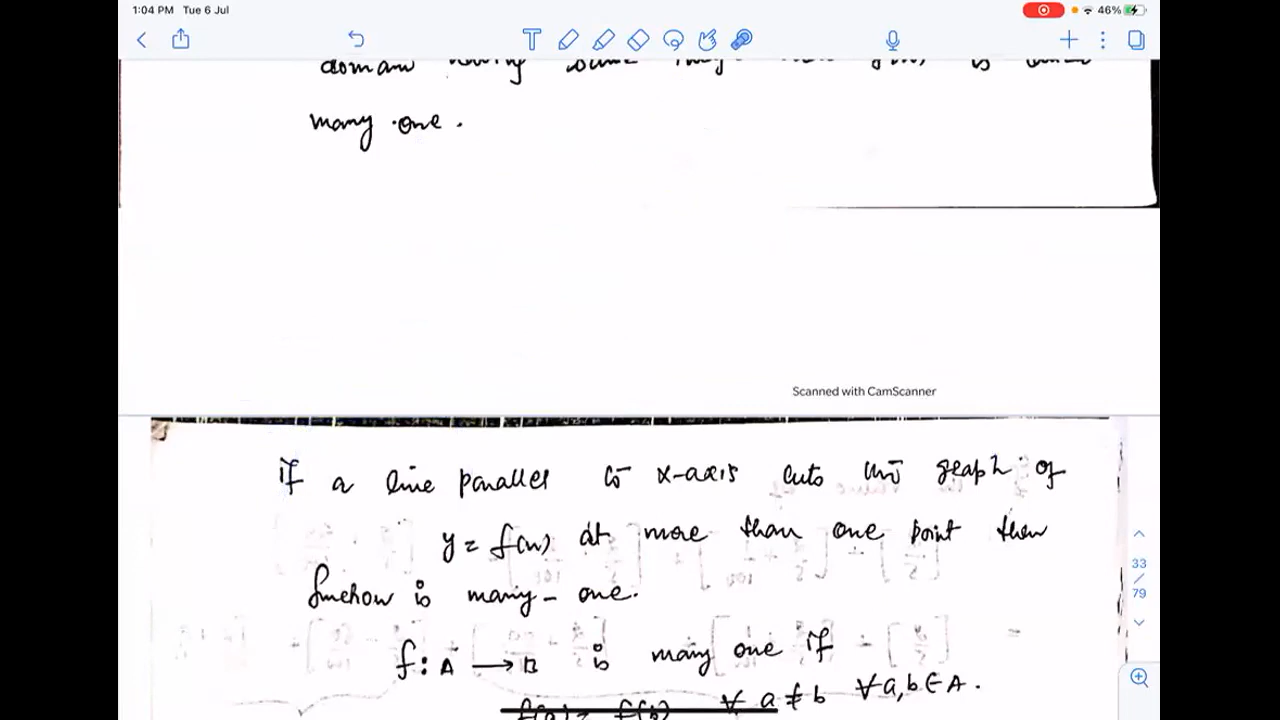 1:04 PM Tue 6 Jul
46%
domain
many one.
Scanned with CamScanner
If a line parallel to x-axis cuts the graph of
y = f(x) at more than one point then
function is many-one.
33
/
79
f: A → B is many one if
f(a) = f(b) ∀ a ≠ b ∀ a, b ∈ A.